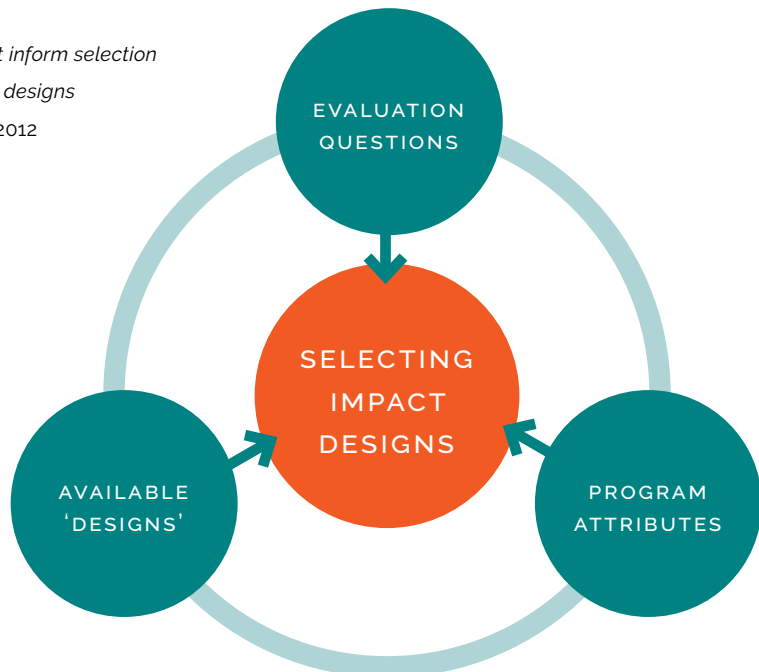 t inform selection
designs
2012
EVALUATION
QUESTIONS
SELECTING
IMPACT
DESIGNS
AVAILABLE
‘DESIGNS’
PROGRAM
ATTRIBUTES